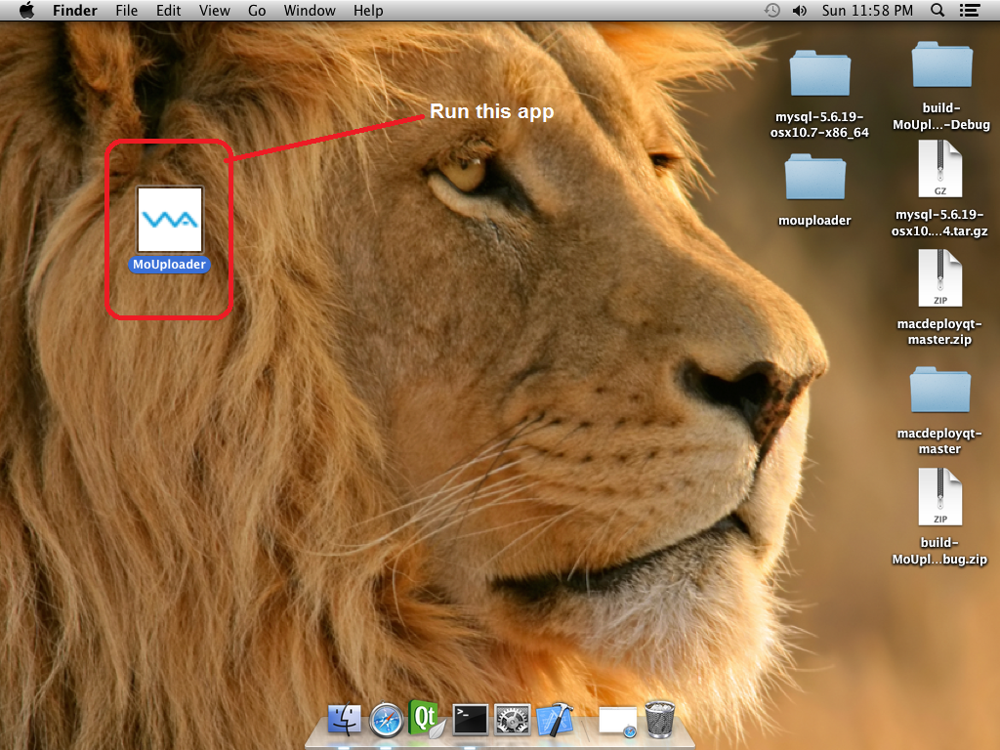 Finder File Edit View Go Window Help Sun 11:58 PM
Run this app
MoUploader
mysql-5.6.19-
osx10.7-x86_64
build-
MoUpl...-Debug
mouploader
GZ
mysql-5.6.19-
osx10....4.tar.gz
ZIP
macdeployqt-
master.zip
macdeployqt-
master
ZIP
build-
MoUpl...bug.zip
Qt
>_